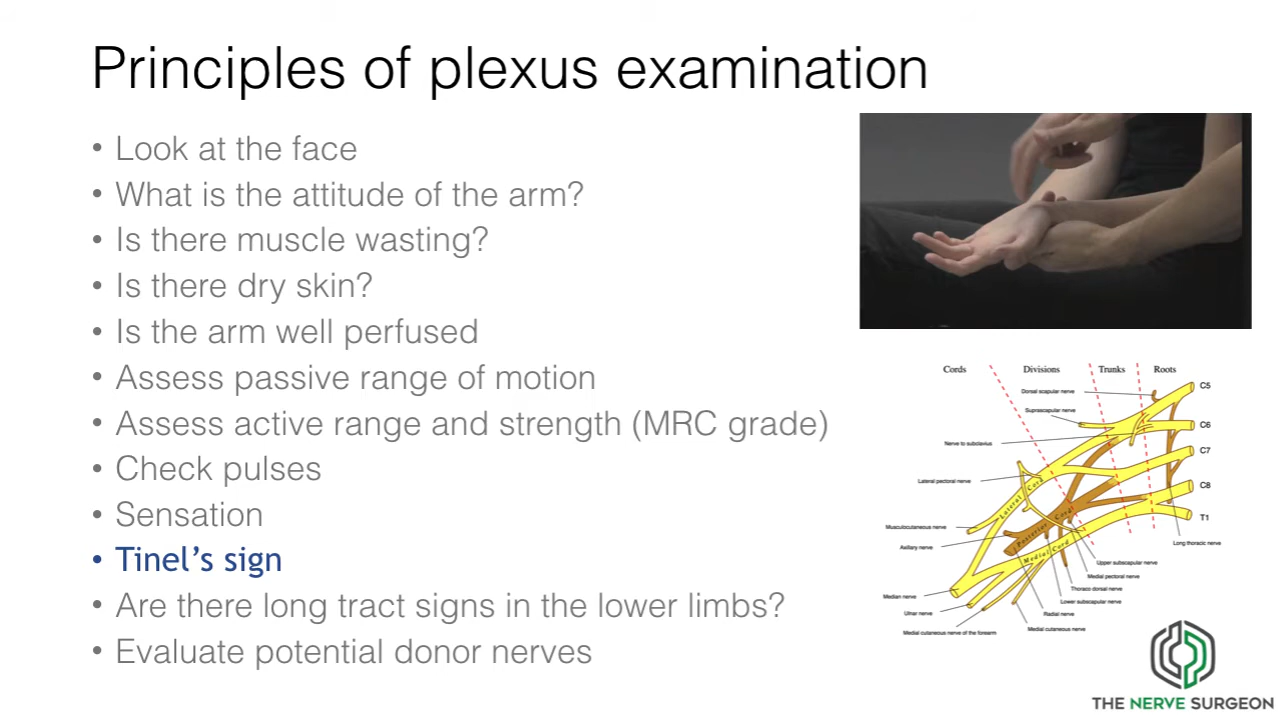 Principles of plexus examination
• Look at the face
• What is the attitude of the arm?
• Is there muscle wasting?
• Is there dry skin?
• Is the arm well perfused
• Assess passive range of motion
• Assess active range and strength (MRC grade)
• Check pulses
• Sensation
• Tinel's sign
• Are there long tract signs in the lower limbs?
• Evaluate potential donor nerves
Cords Divisions Trunks Roots
Dorsal scapular nerve
C5
Suprascapular nerve
C6
Nerve to subclavius
C7
Lateral pectoral nerve
C8
Lateral Cord
T1
Musculocutaneous nerve
Posterior Cord
Axillary nerve
Long thoracic nerve
Medial Cord
Upper subscapular nerve
Medial pectoral nerve
Thoraco dorsal nerve
Median nerve
Lower subscapular nerve
Ulnar nerve
Radial nerve
Medial cutaneous nerve of the forearm
Medial cutaneous nerve
THE NERVE SURGEON